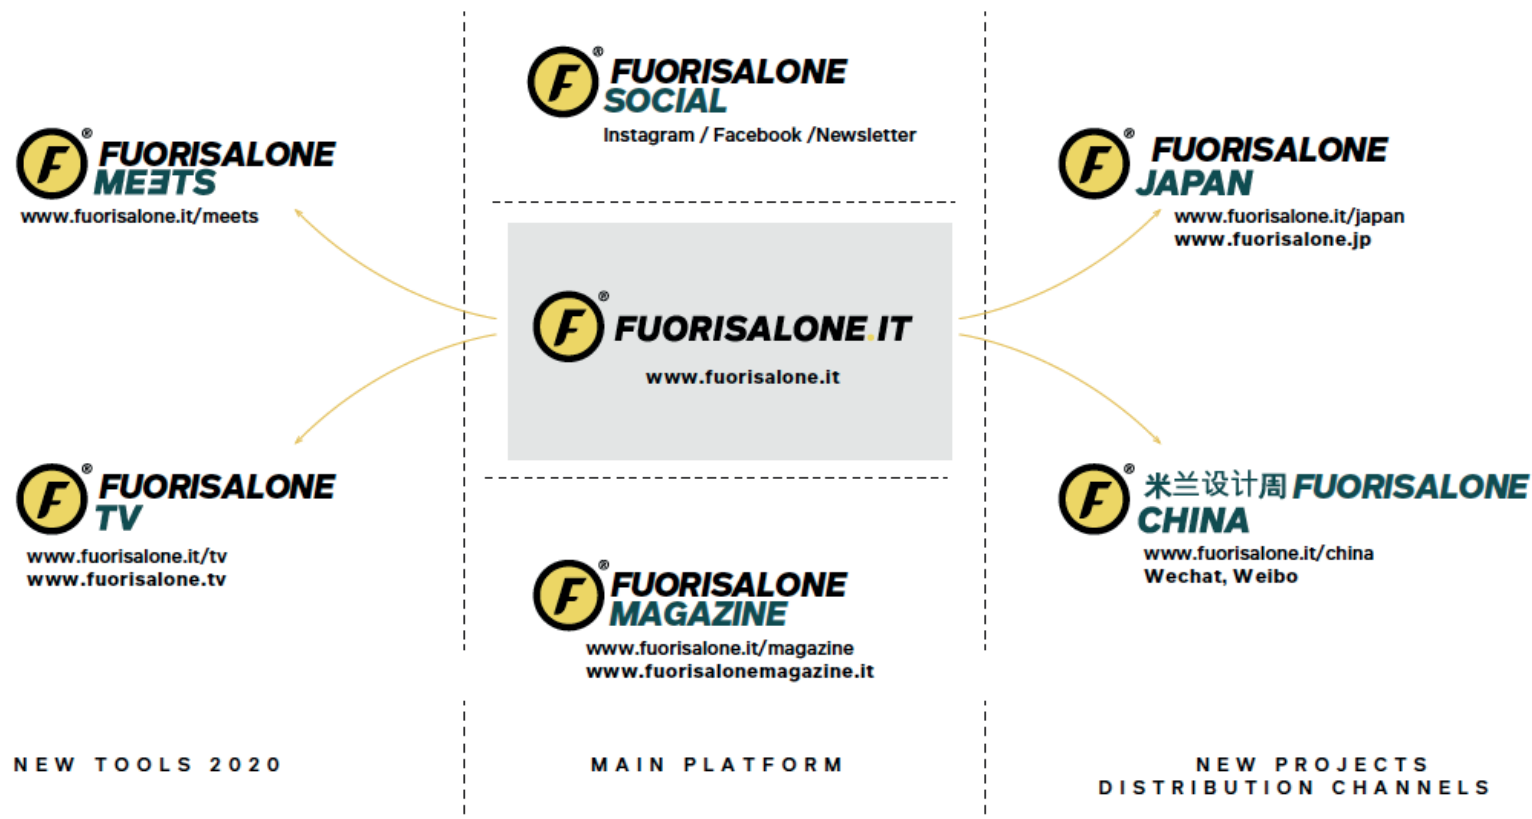 F® FUORISALONE
MEETS
www.fuorisalone.it/meets
F® FUORISALONE
TV
www.fuorisalone.it/tv
www.fuorisalone.tv
NEW TOOLS 2020
F® FUORISALONE
SOCIAL
Instagram / Facebook /Newsletter
F® FUORISALONE.IT
www.fuorisalone.it
F® FUORISALONE
MAGAZINE
www.fuorisalone.it/magazine
www.fuorisalonemagazine.it
MAIN PLATFORM
F® FUORISALONE
JAPAN
www.fuorisalone.it/japan
www.fuorisalone.jp
F® 米兰设计周 FUORISALONE
CHINA
www.fuorisalone.it/china
Wechat, Weibo
NEW PROJECTS
DISTRIBUTION CHANNELS